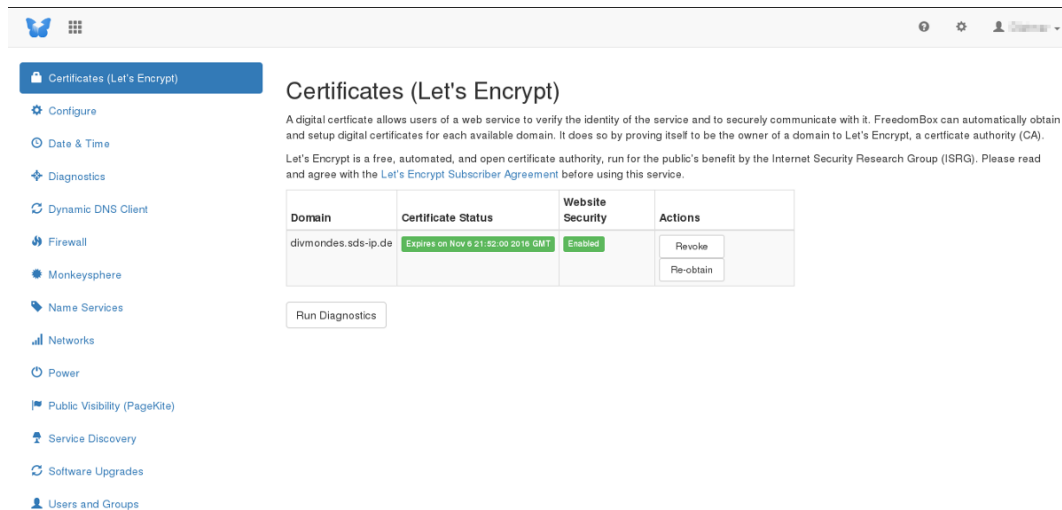 Certificates (Let's Encrypt)
Configure
Date & Time
Diagnostics
Dynamic DNS Client
Firewall
Monkeysphere
Name Services
Networks
Power
Public Visibility (PageKite)
Service Discovery
Software Upgrades
Users and Groups
Certificates (Let's Encrypt)
A digital certficate allows users of a web service to verify the identity of the service and to securely communicate with it. FreedomBox can automatically obtain
and setup digital certificates for each available domain. It does so by proving itself to be the owner of a domain to Let's Encrypt, a certficate authority (CA).
Let's Encrypt is a free, automated, and open certificate authority, run for the public's benefit by the Internet Security Research Group (ISRG). Please read
and agree with the Let's Encrypt Subscriber Agreement before using this service.
Domain Certificate Status Website Security Actions
divmondes.sds-ip.de Expires on Nov 6 21:52:00 2016 GMT Enabled Revoke
Re-obtain
Run Diagnostics